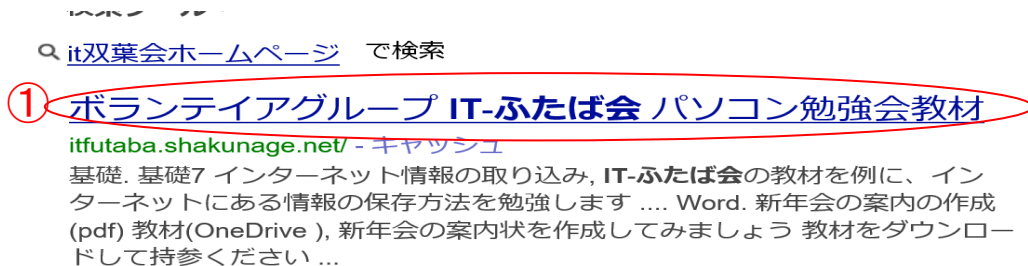 it双葉会ホームページ で検索
① ボランテイアグループ IT-ふたば会 パソコン勉強会教材
itfutaba.shakunage.net/ - キャッシュ
基礎. 基礎7 インターネット情報の取り込み, IT-ふたば会の教材を例に、イン
ターネットにある情報の保存方法を勉強します .... Word. 新年会の案内の作成
(pdf) 教材(OneDrive ), 新年会の案内状を作成してみましょう 教材をダウンロー
ドして持参ください ...